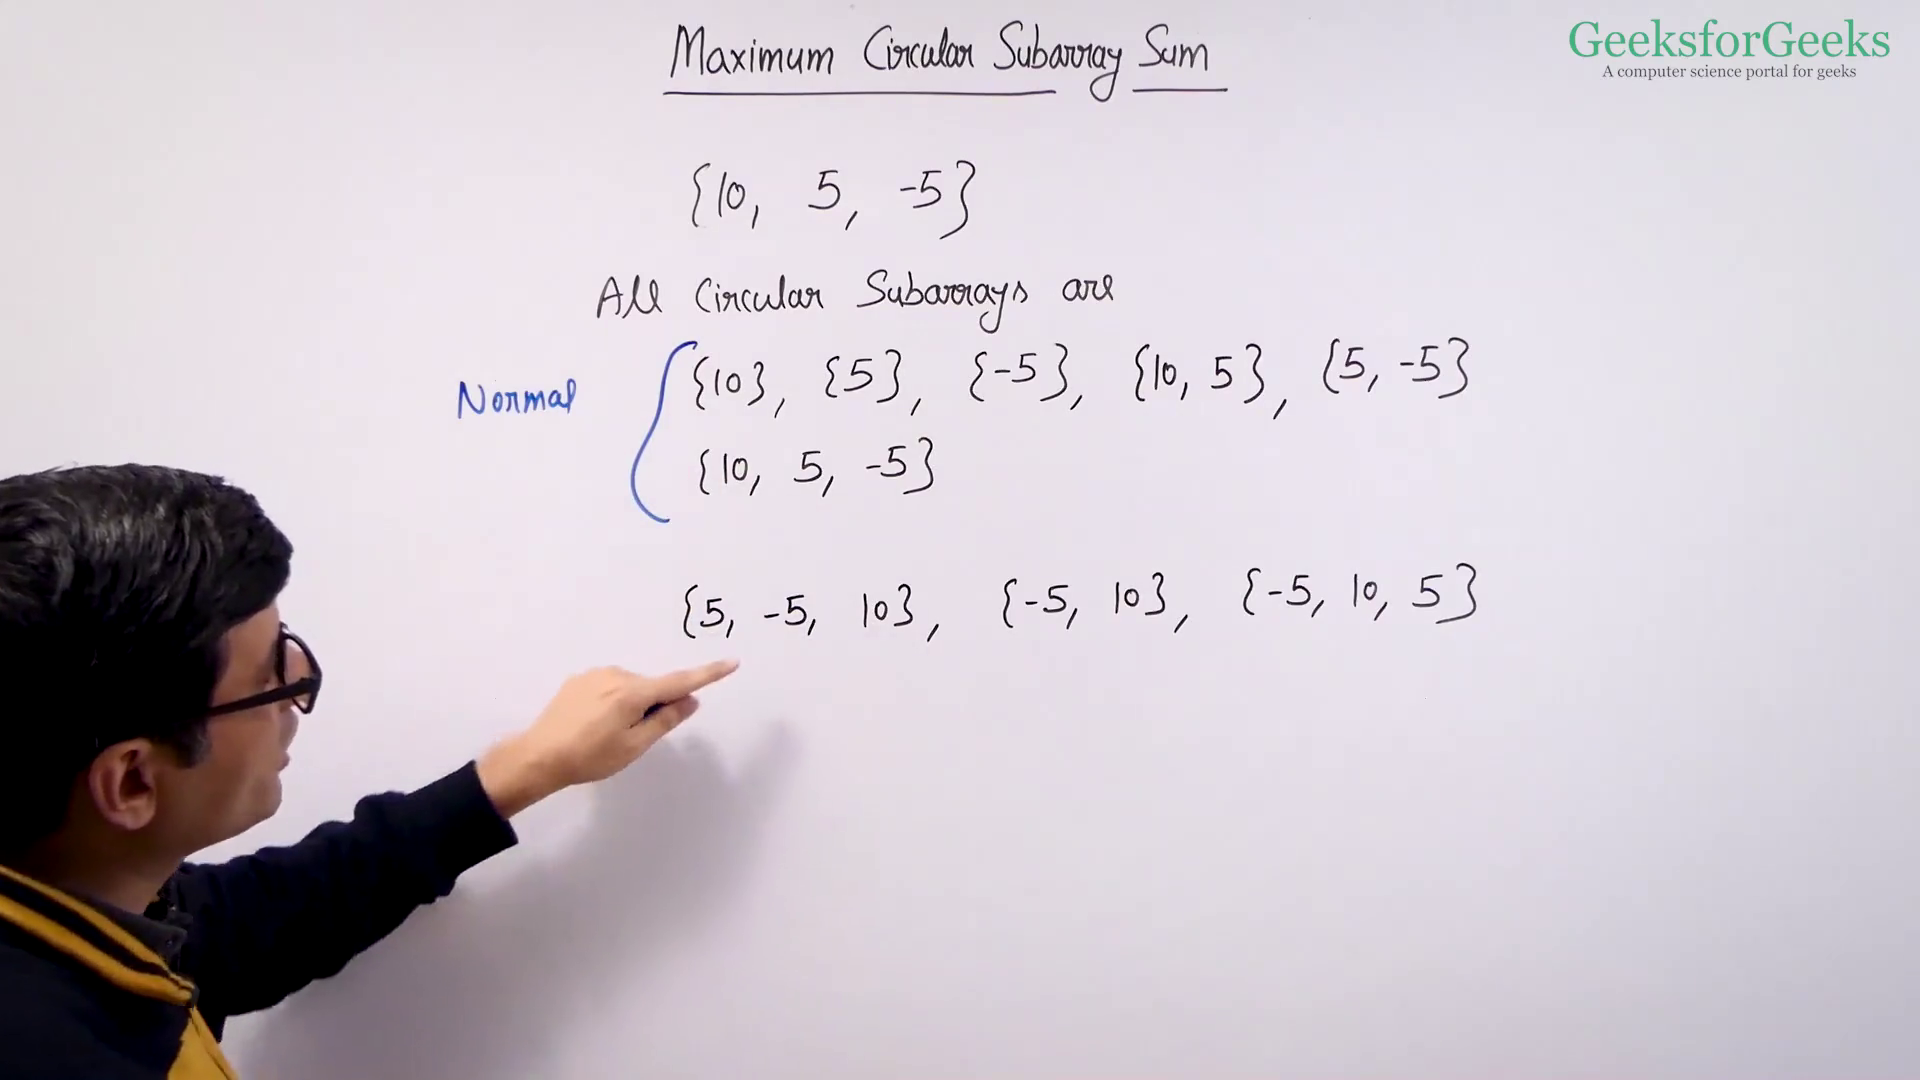 Maximum Circular Subarray Sum
GeeksforGeeks
A computer science portal for geeks
{10, 5, -5}
All Circular Subarrays are
Normal
{10}, {5}, {-5}, {10, 5}, {5, -5}
{10, 5, -5}
{5, -5, 10}, {-5, 10}, {-5, 10, 5}